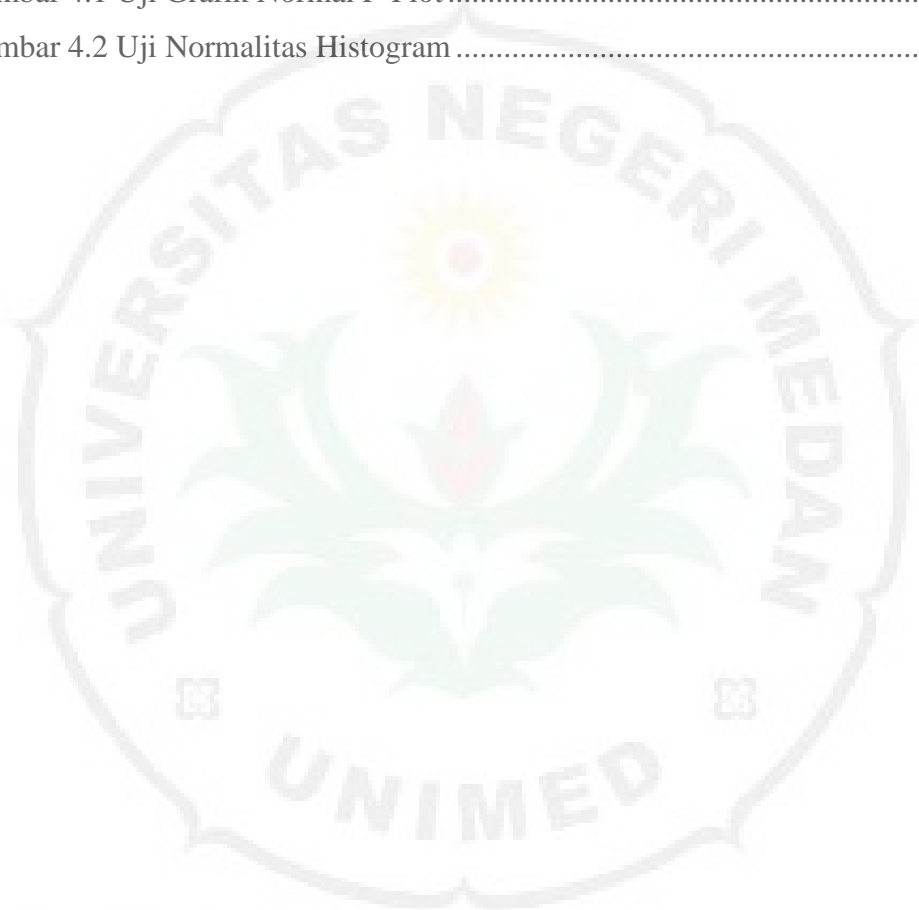 mbar 4.1 Uji Grafik Normal P-Plot..........................................................
mbar 4.2 Uji Normalitas Histogram..........................................................
UNIVERSITAS NEGERI MEDAN
UNIMED